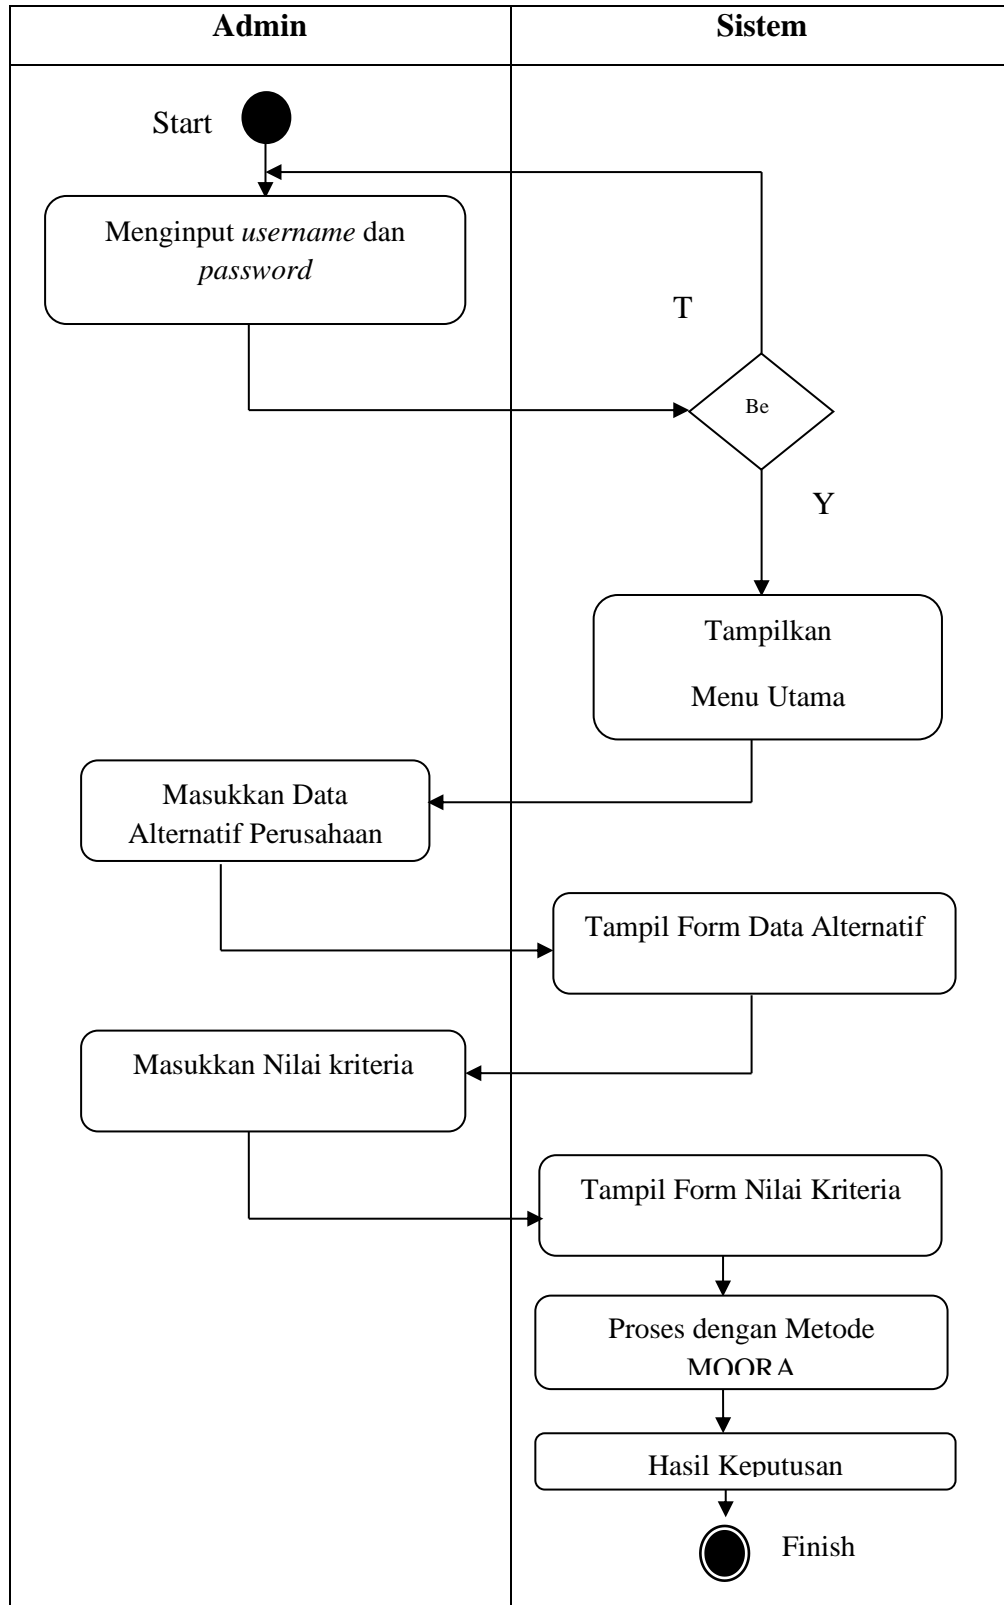 Admin
Sistem
Start
Menginput username dan
password
T
Be
Y
Tampilkan
Menu Utama
Masukkan Data
Alternatif Perusahaan
Tampil Form Data Alternatif
Masukkan Nilai kriteria
Tampil Form Nilai Kriteria
Proses dengan Metode
MOORA
Hasil Keputusan
Finish